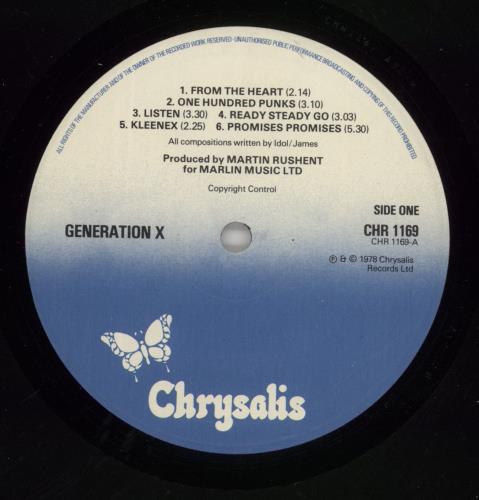 ALL RIGHTS OF THE MANUFACTURER AND OF THE OWNER OF THE RECORDED WORK RESERVED-UNAUTHORISED PUBLIC PERFORMANCE BROADCASTING AND COPYING OF THIS RECORD PROHIBITED
1. FROM THE HEART (2.14)
2. ONE HUNDRED PUNKS (3.10)
3. LISTEN (3.30) 4. READY STEADY GO (3.03)
5. KLEENEX (2.25) 6. PROMISES PROMISES (5.30)
All compositions written by Idol/James
Produced by MARTIN RUSHENT
for MARLIN MUSIC LTD
Copyright Control
GENERATION X
SIDE ONE
CHR 1169
CHR 1169-A
℗ & © 1978 Chrysalis
Records Ltd
Chrysalis